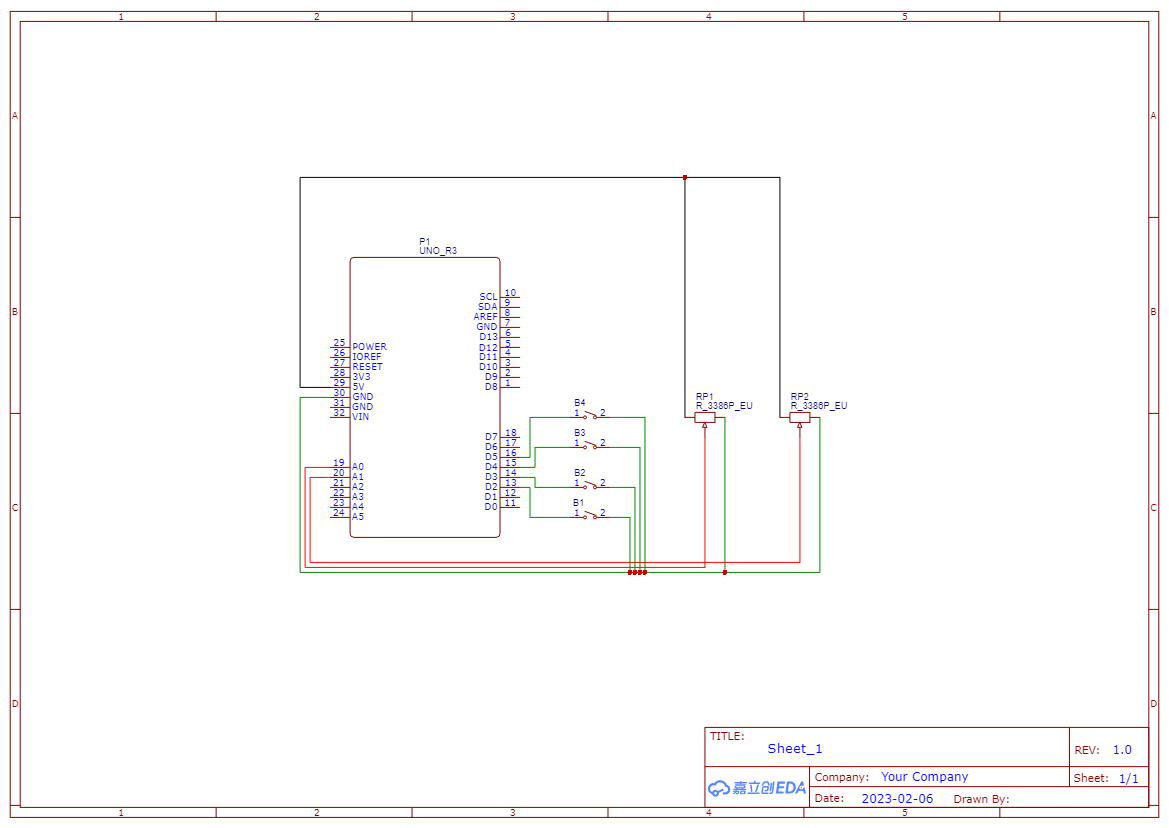 1 2 3 4 5
A A
P1
UNO_R3
SCL 10
SDA 9
AREF 8
GND 7
B B
D13 6
D12 5
D11 4
D10 3
D9 2
D8 1
25 POWER
26 IOREF
27 RESET
28 3V3
29 5V
30 GND
31 GND
32 VIN
D7 18
D6 17
D5 16
D4 15
D3 14
D2 13
D1 12
D0 11
19 A0
20 A1
21 A2
22 A3
23 A4
24 A5
B4
1 2
B3
1 2
B2
1 2
B1
1 2
RP1
R_3386P_EU
RP2
R_3386P_EU
C C
D D
TITLE:
Sheet_1
REV: 1.0
嘉立创EDA
Company: Your Company
Sheet: 1/1
Date: 2023-02-06 Drawn By:
1 2 3 4 5